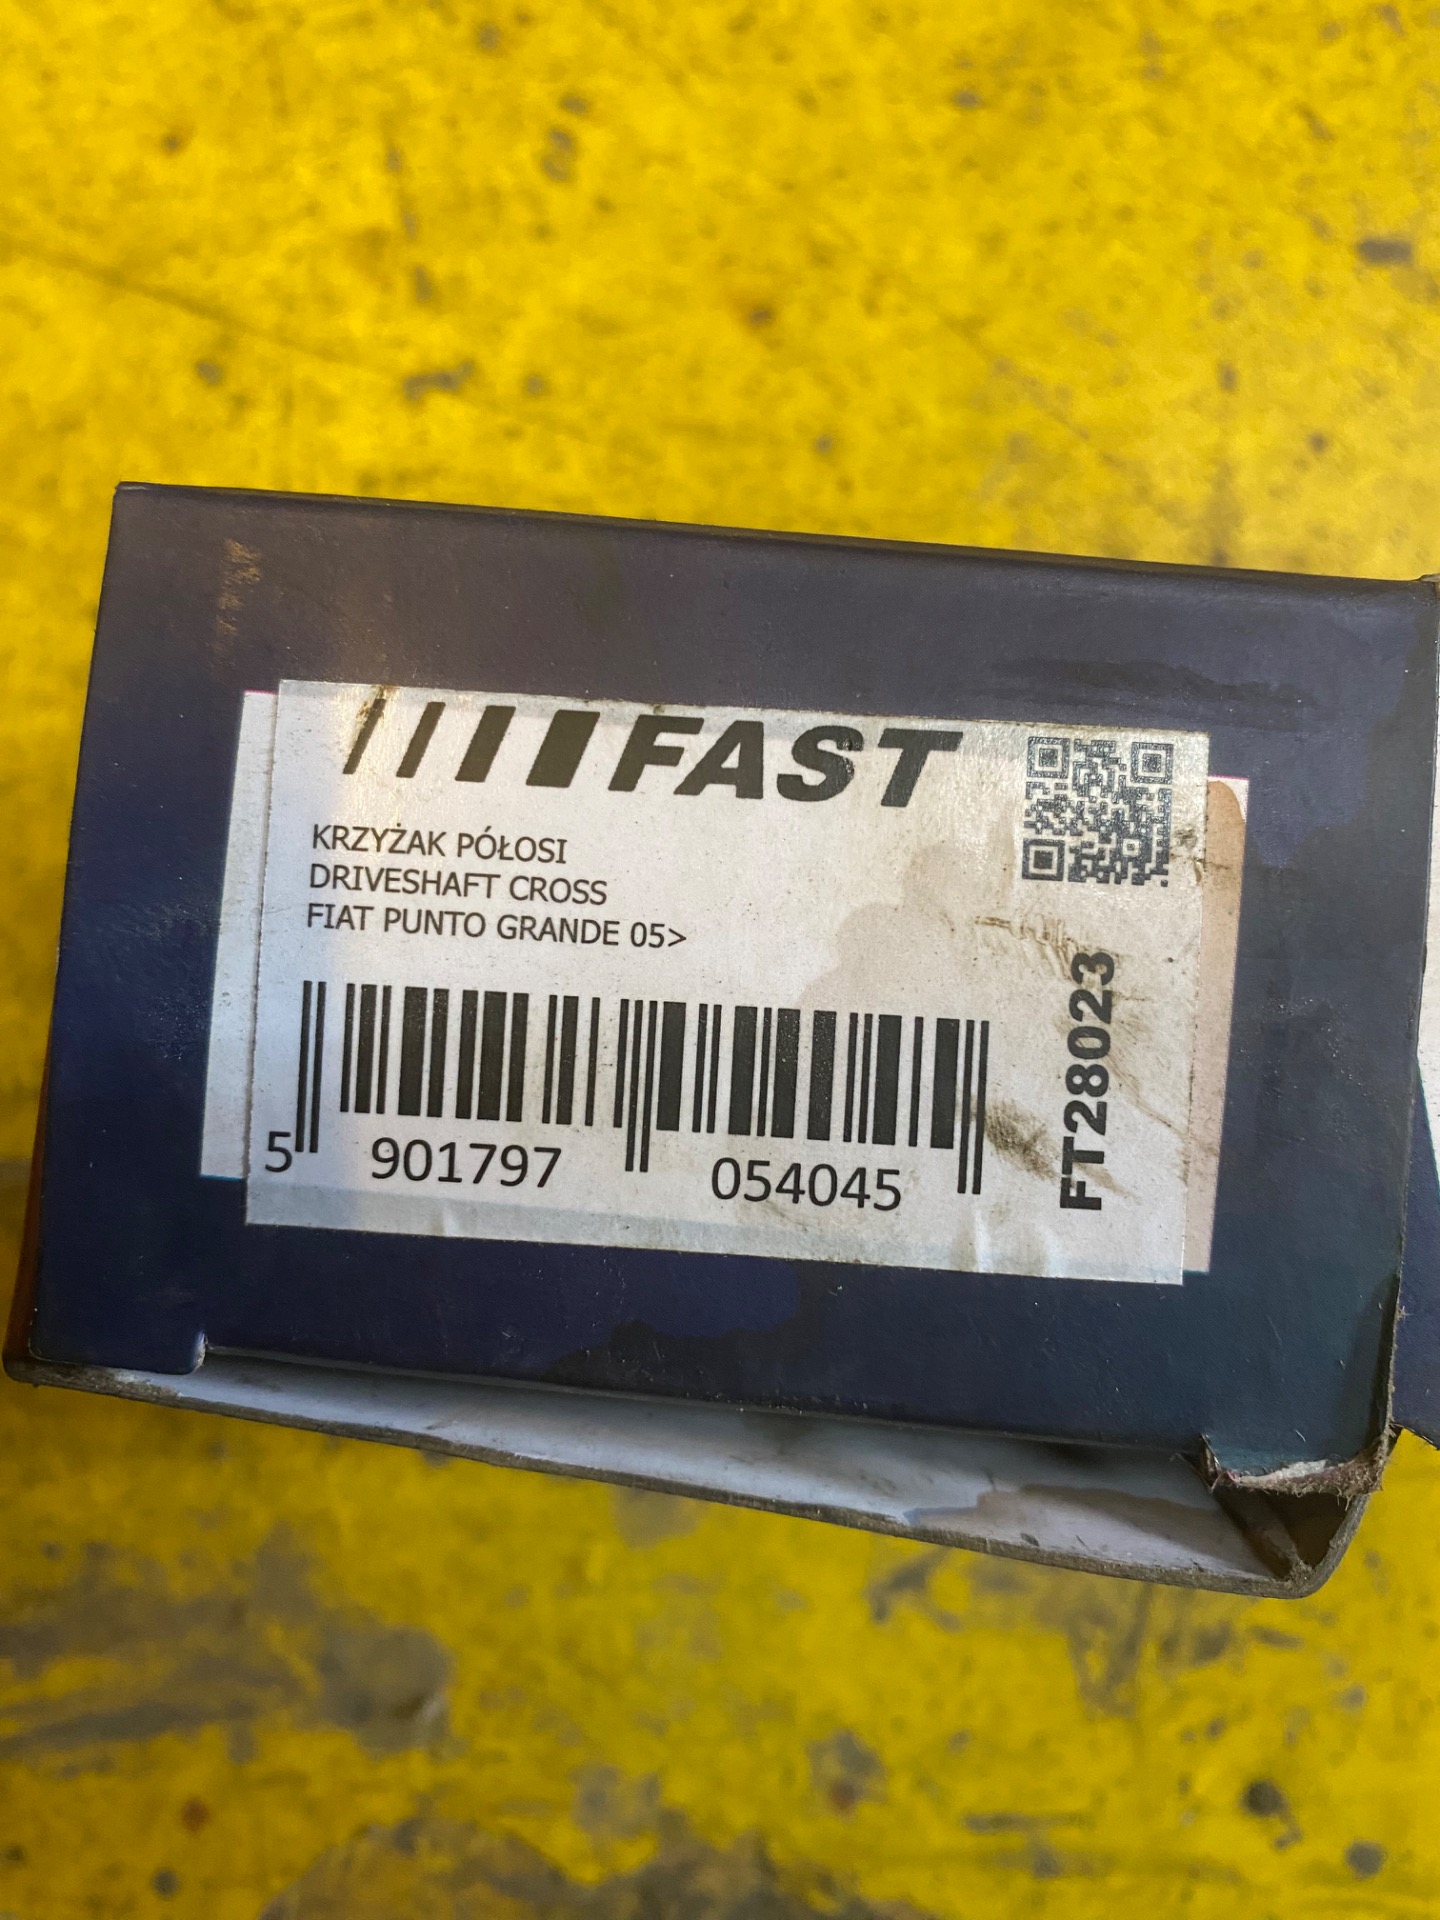 FAST
KRZYŻAK PÓŁOSI
DRIVESHAFT CROSS
FIAT PUNTO GRANDE 05>
5 901797 054045
FT28023